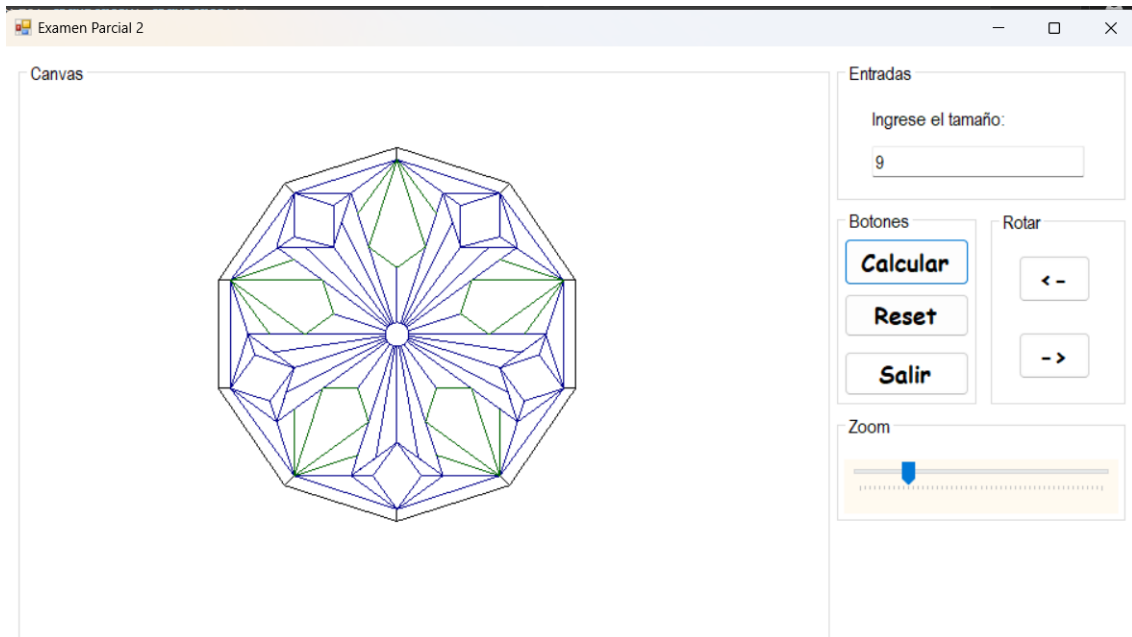 Examen Parcial 2
Canvas
Entradas
Ingrese el tamaño:
9
Botones
Calcular
Reset
Salir
Rotar
<-
->
Zoom